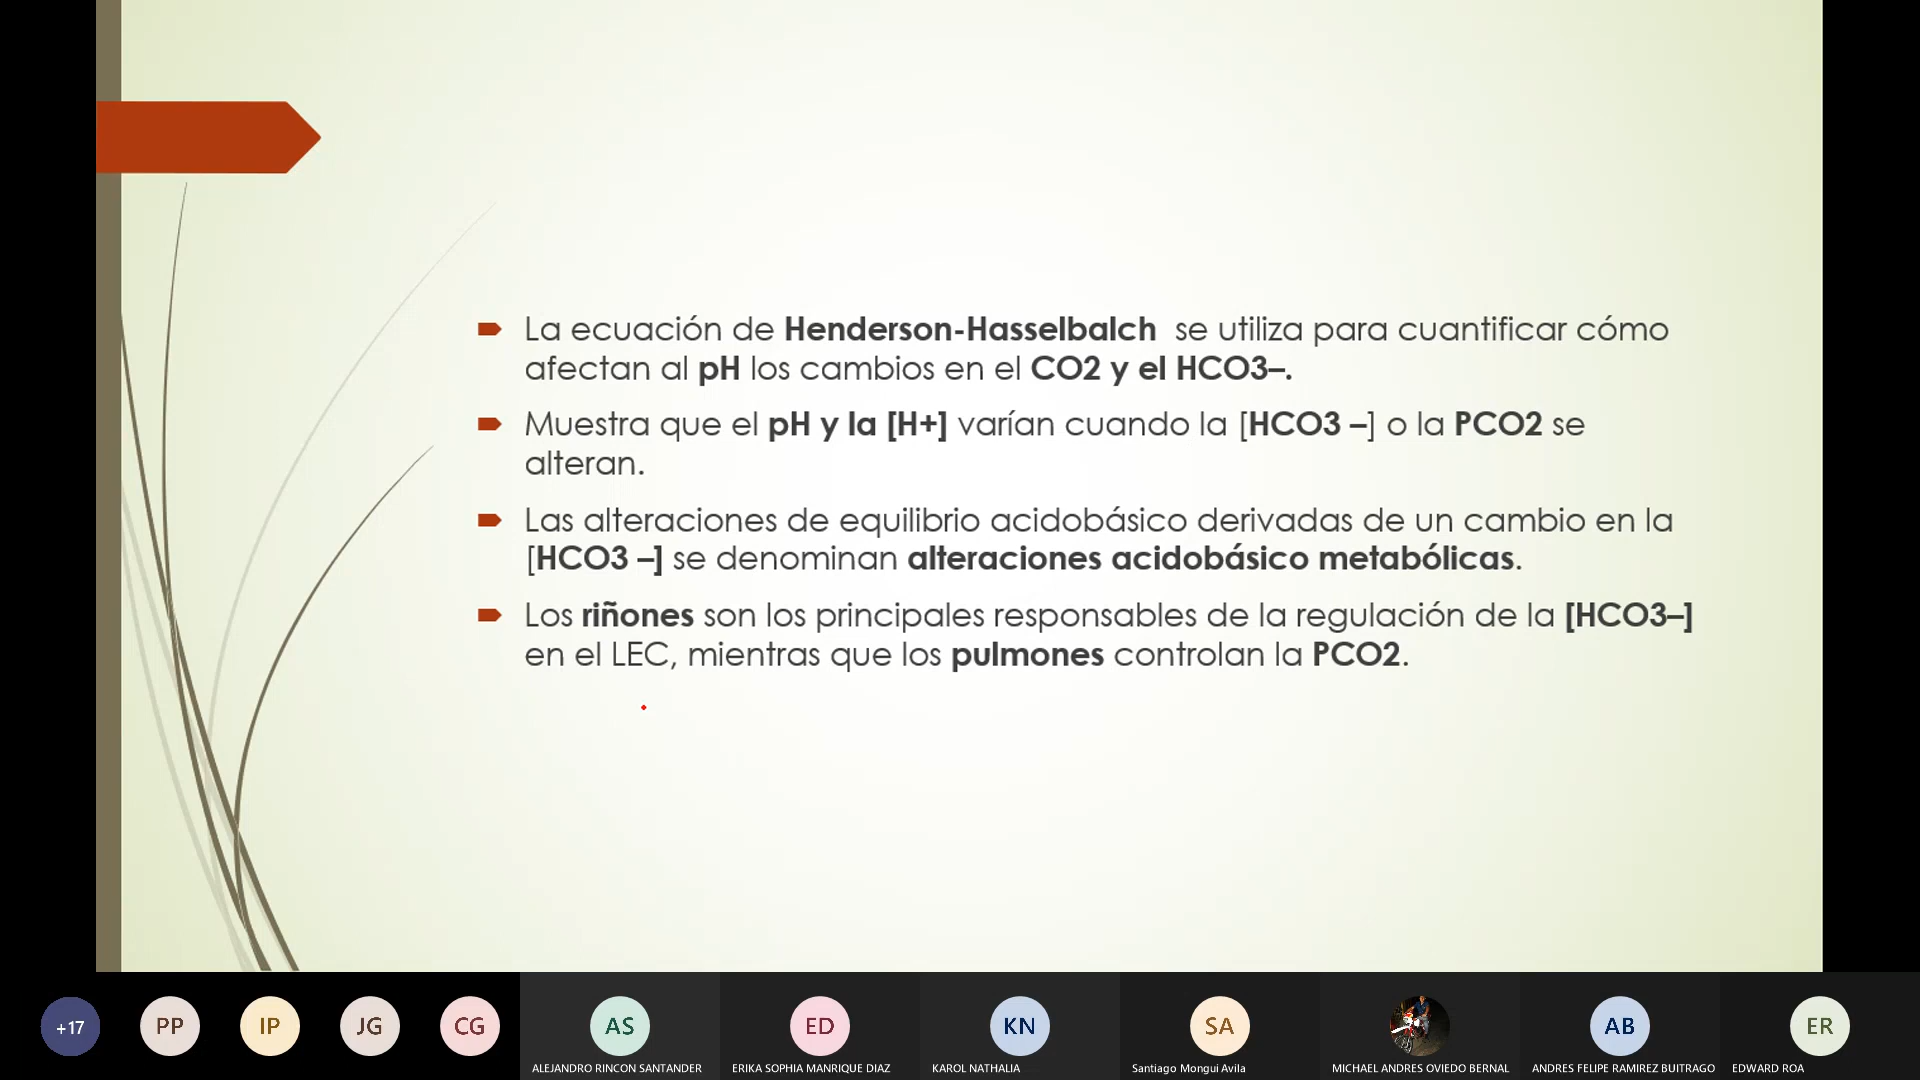 La ecuación de Henderson-Hasselbalch se utiliza para cuantificar cómo
afectan al pH los cambios en el CO2 y el HCO3–.
Muestra que el pH y la [H+] varían cuando la [HCO3 –] o la PCO2 se
alteran.
Las alteraciones de equilibrio acidobásico derivadas de un cambio en la
[HCO3 –] se denominan alteraciones acidobásico metabólicas.
Los riñones son los principales responsables de la regulación de la [HCO3–]
en el LEC, mientras que los pulmones controlan la PCO2.
+17
PP
IP
JG
CG
AS
ED
KN
SA
AB
ER
ALEJANDRO RINCON SANTANDER
ERIKA SOPHIA MANRIQUE DIAZ
KAROL NATHALIA
Santiago Mongui Avila
MICHAEL ANDRES OVIEDO BERNAL
ANDRES FELIPE RAMIREZ BUITRAGO
EDWARD ROA